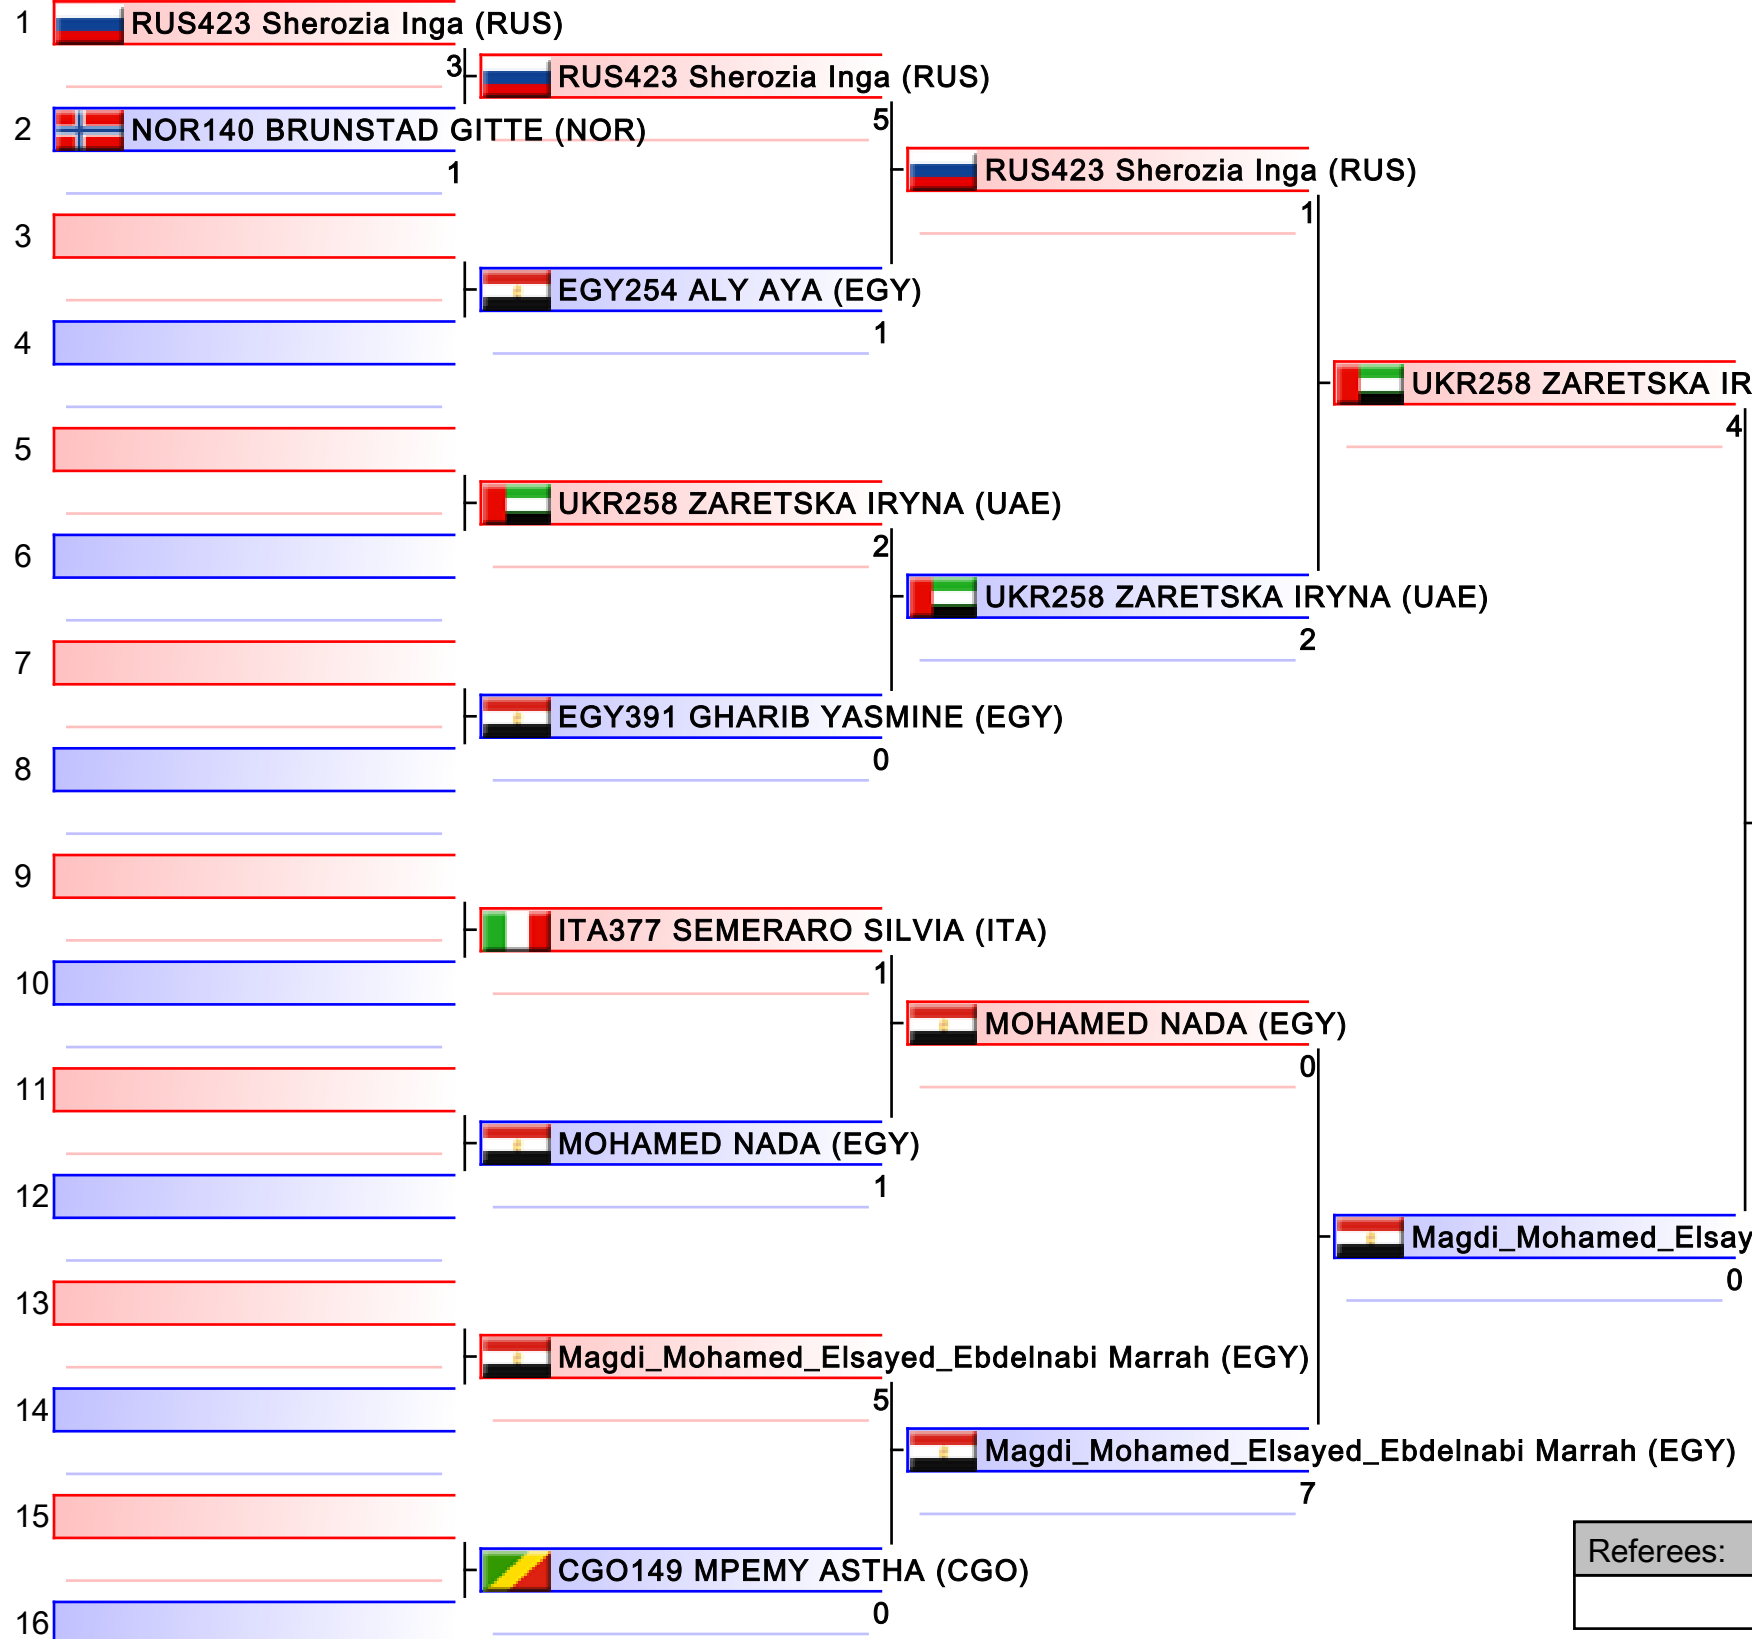 1 RUS423 Sherozia Inga (RUS)
3 RUS423 Sherozia Inga (RUS)
2 NOR140 BRUNSTAD GITTE (NOR) 5
1 RUS423 Sherozia Inga (RUS)
3 1
EGY254 ALY AYA (EGY)
4 1
UKR258 ZARETSKA IR
5 4
UKR258 ZARETSKA IRYNA (UAE)
6 2
UKR258 ZARETSKA IRYNA (UAE)
7 2
EGY391 GHARIB YASMINE (EGY)
8 0
9
ITA377 SEMERARO SILVIA (ITA)
10 1
MOHAMED NADA (EGY)
11 0
MOHAMED NADA (EGY)
12 1
Magdi_Mohamed_Elsay
13 0
Magdi_Mohamed_Elsayed_Ebdelnabi Marrah (EGY)
14 5
Magdi_Mohamed_Elsayed_Ebdelnabi Marrah (EGY)
15 7
Referees:
CGO149 MPEMY ASTHA (CGO)
16 0